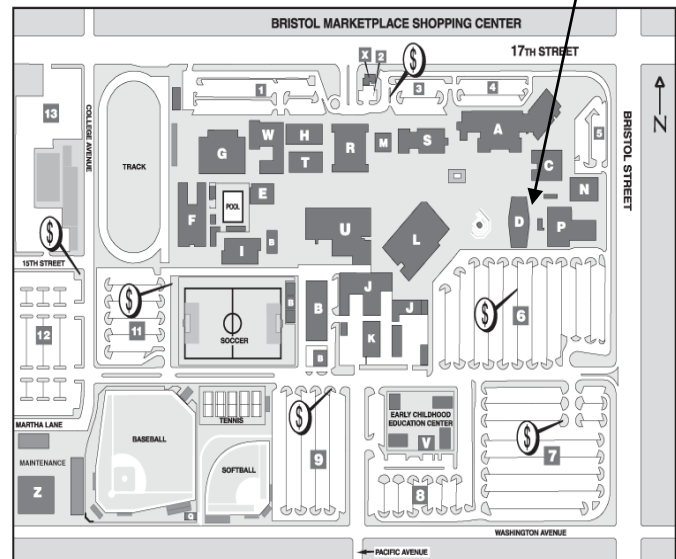 BRISTOL MARKETPLACE SHOPPING CENTER
17TH STREET
X 2
$
1
3
4
13
COLLEGE AVENUE
N
BRISTOL STREET
5
TRACK
G
W
H
T
R
M
S
A
C
N
F
POOL
E
I
B
U
L
D
P
$
15TH STREET
$
11
SOCCER
B
B
J
J
K
B
$
6
12
MARTHA LANE
BASEBALL
TENNIS
SOFTBALL
$
9
EARLY CHILDHOOD
EDUCATION CENTER
V
8
$
7
MAINTENANCE
Z
Q
WASHINGTON AVENUE
PACIFIC AVENUE